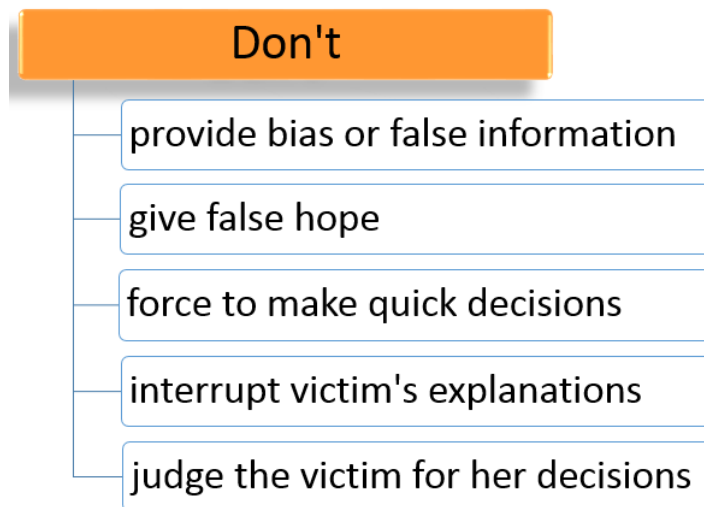 Don't
provide bias or false information
give false hope
force to make quick decisions
interrupt victim's explanations
judge the victim for her decisions